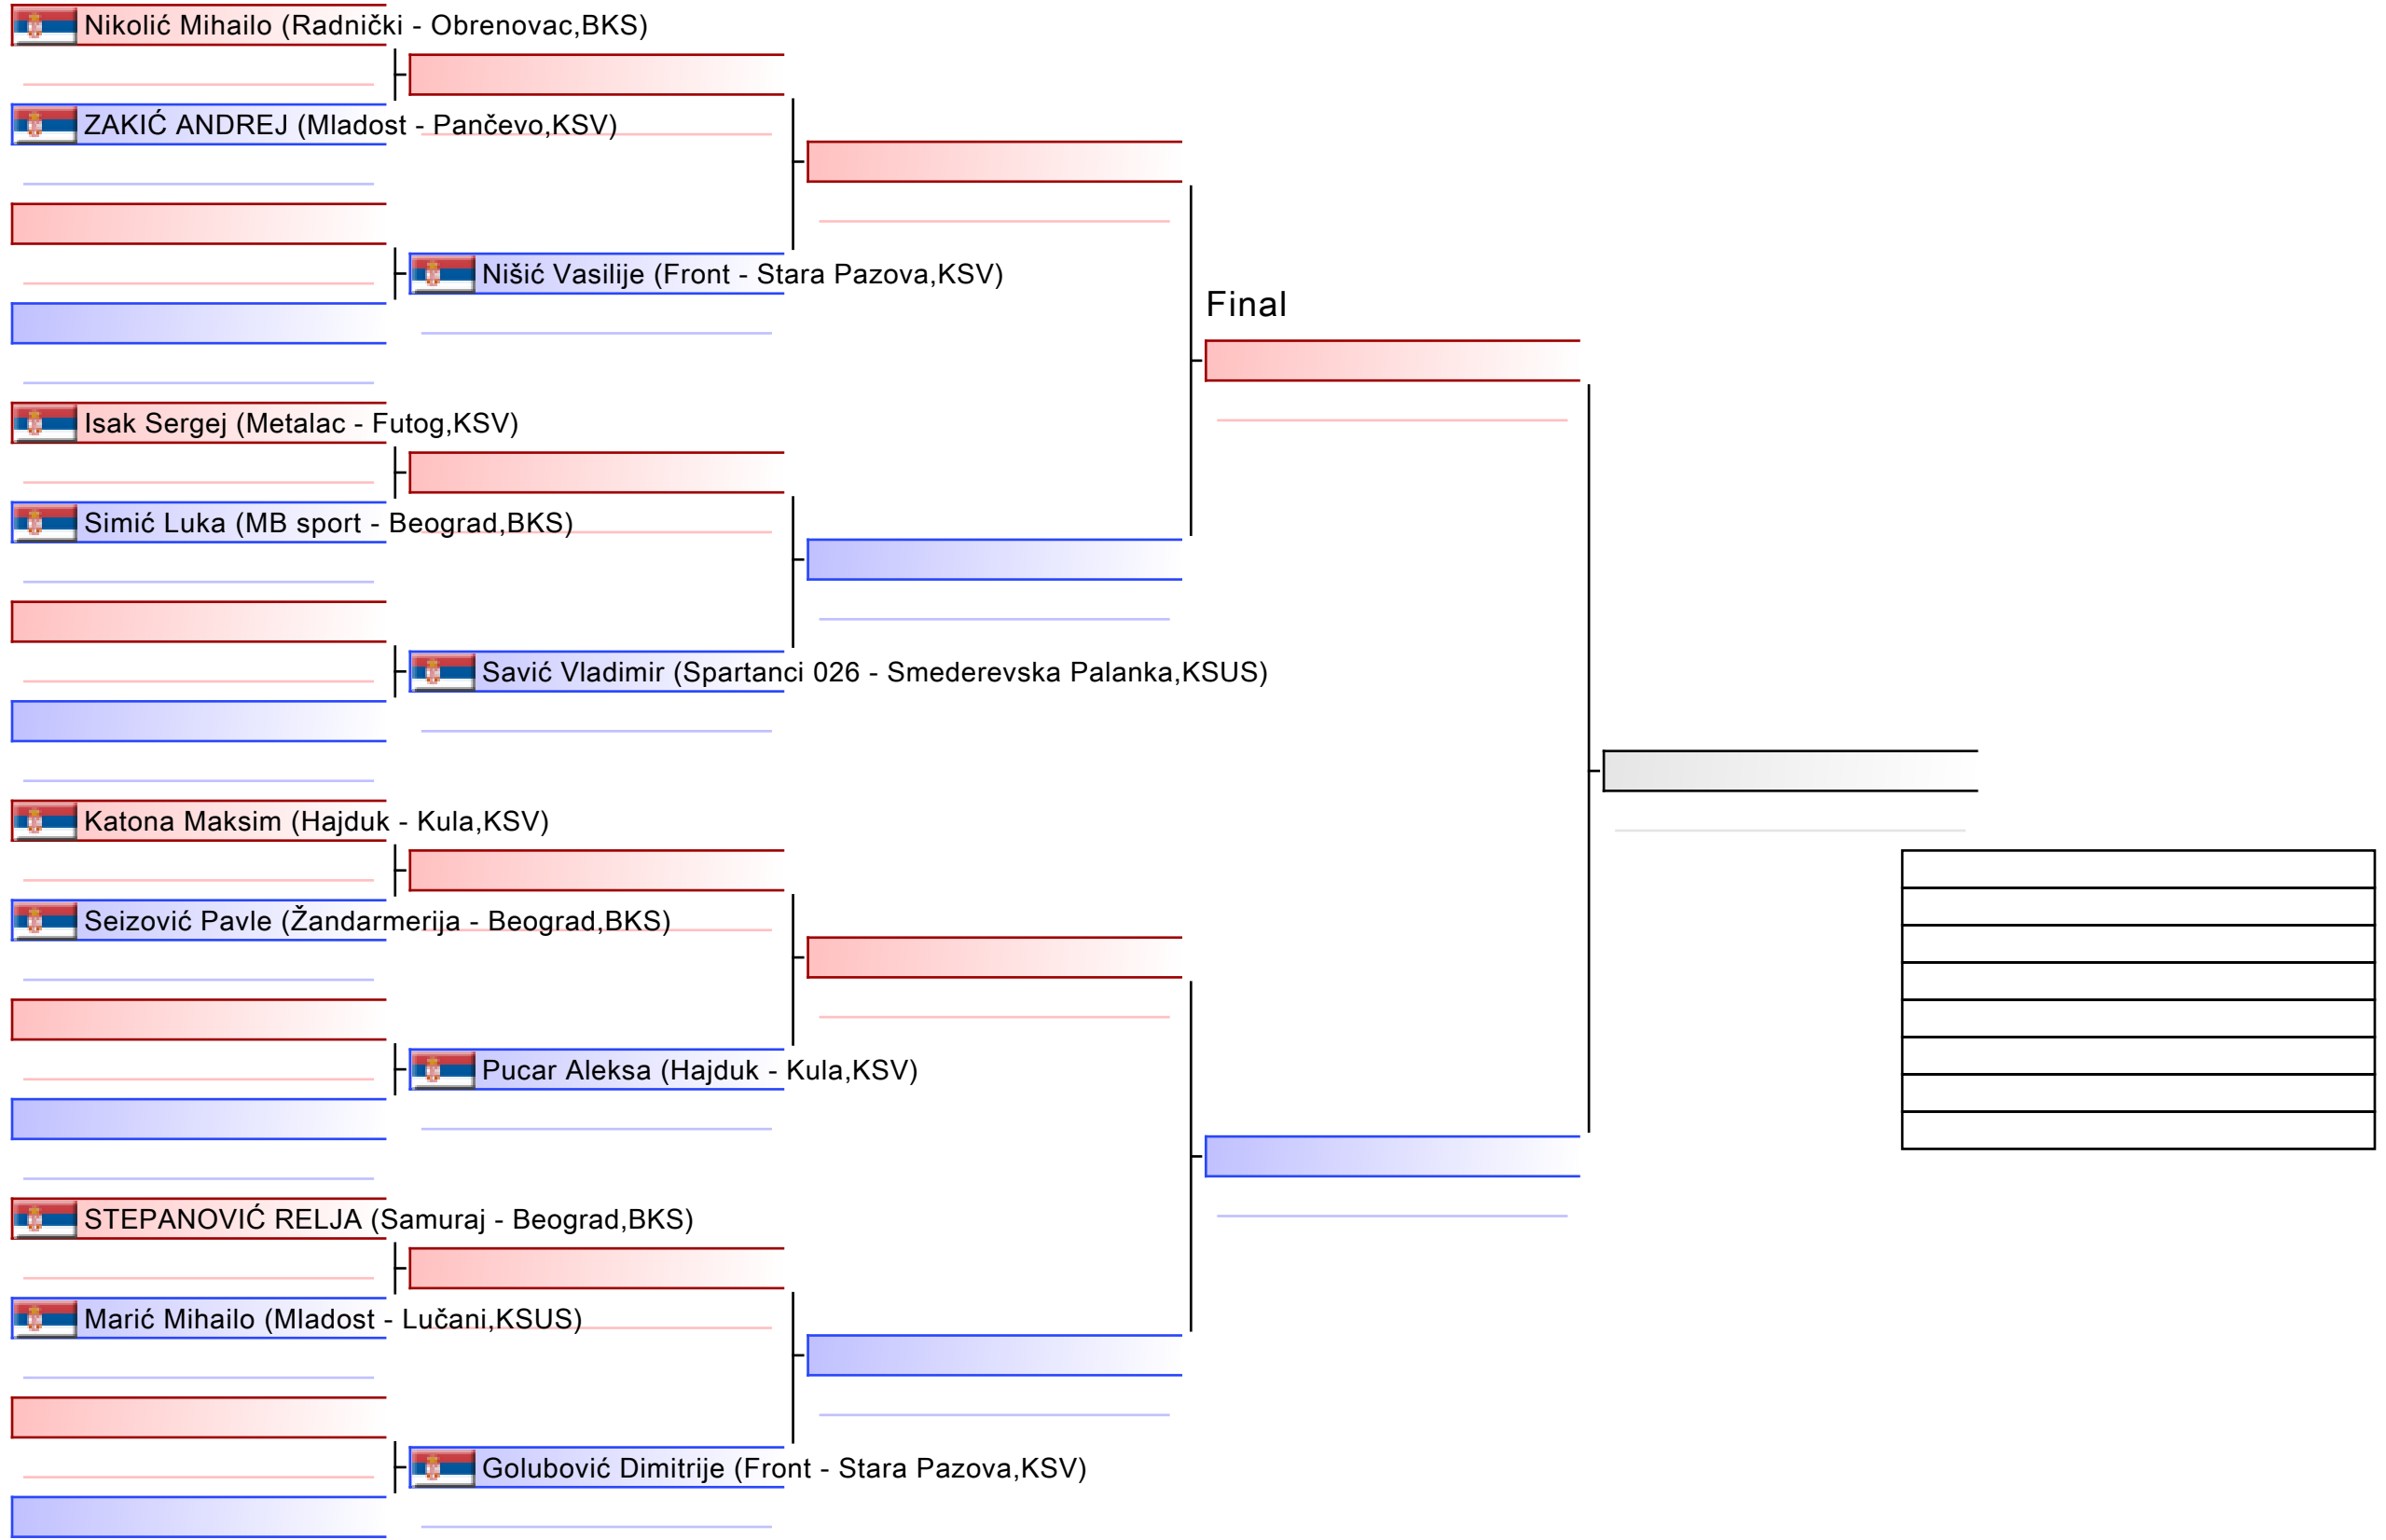 Nikolić Mihailo (Radnički - Obrenovac,BKS)
ZAKIĆ ANDREJ (Mladost - Pančevo,KSV)
Nišić Vasilije (Front - Stara Pazova,KSV)
Final
Isak Sergej (Metalac - Futog,KSV)
Simić Luka (MB sport - Beograd,BKS)
Savić Vladimir (Spartanci 026 - Smederevska Palanka,KSUS)
Katona Maksim (Hajduk - Kula,KSV)
Seizović Pavle (Žandarmerija - Beograd,BKS)
Pucar Aleksa (Hajduk - Kula,KSV)
STEPANOVIĆ RELJA (Samuraj - Beograd,BKS)
Marić Mihailo (Mladost - Lučani,KSUS)
Golubović Dimitrije (Front - Stara Pazova,KSV)